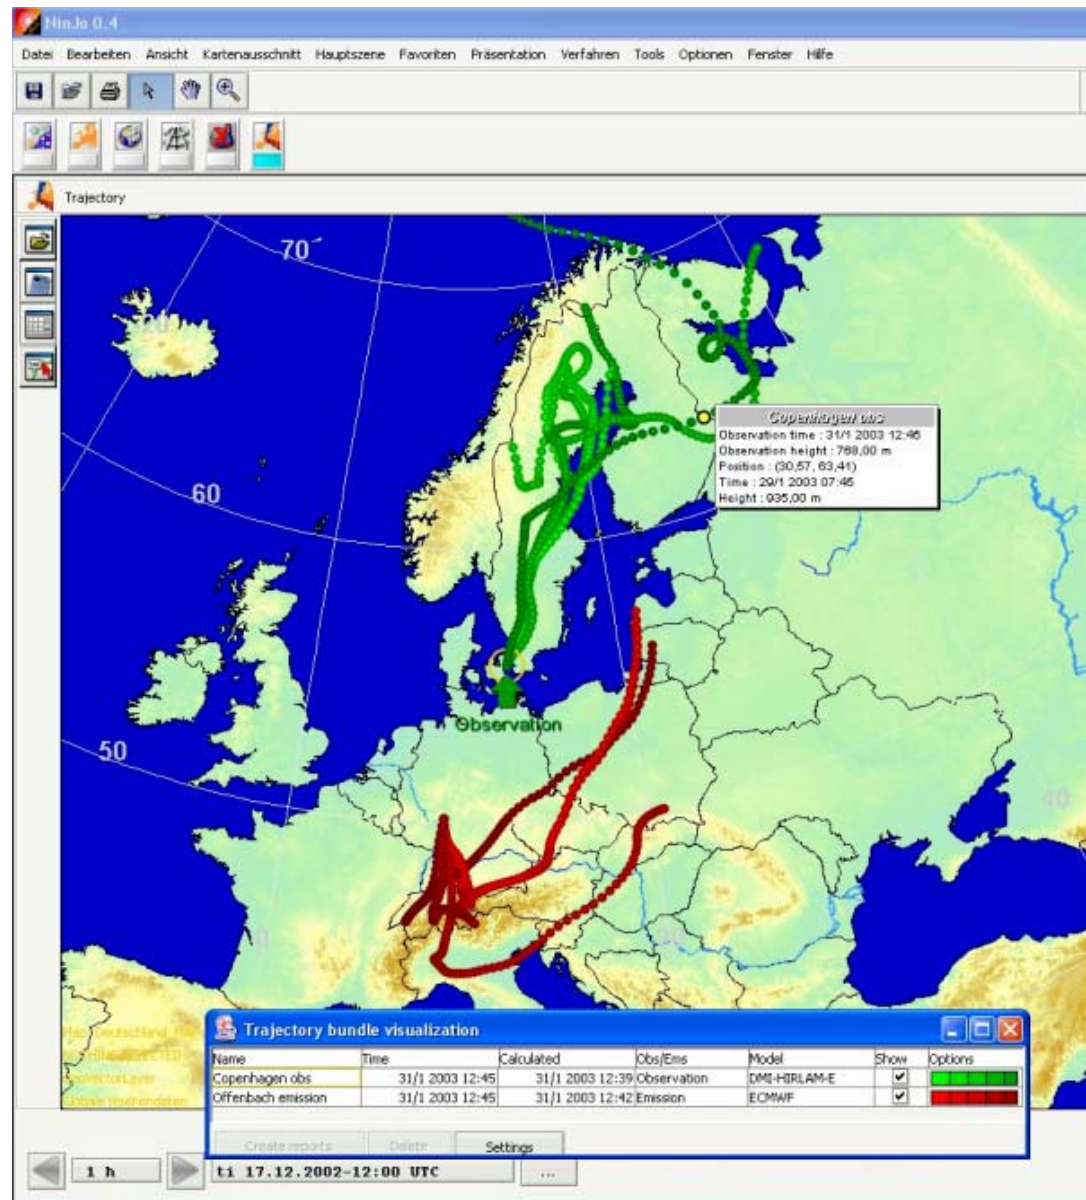 NinJo 0.4
Datei Bearbeiten Ansicht Kartenausschnitt Hauptszene Favoriten Präsentation Verfahren Tools Optionen Fenster Hilfe
Trajectory
70
20
60
Copenhagen obs
Observation time : 31/1 2003 12:45
Observation height : 768,00 m
Position : (30,57, 63,41)
Time : 29/1 2003 07:45
Height : 935,00 m
Observation
50
40
0
20
Trajectory bundle visualization
Name Time Calculated Obs/Ems Model Show Options
Copenhagen obs 31/1 2003 12:45 31/1 2003 12:39 Observation DMI-HIRLAM-E
Offenbach emission 31/1 2003 12:45 31/1 2003 12:42 Emission ECMWF
Create reports Delete Settings
1 h ti 17.12.2002-12:00 UTC ...